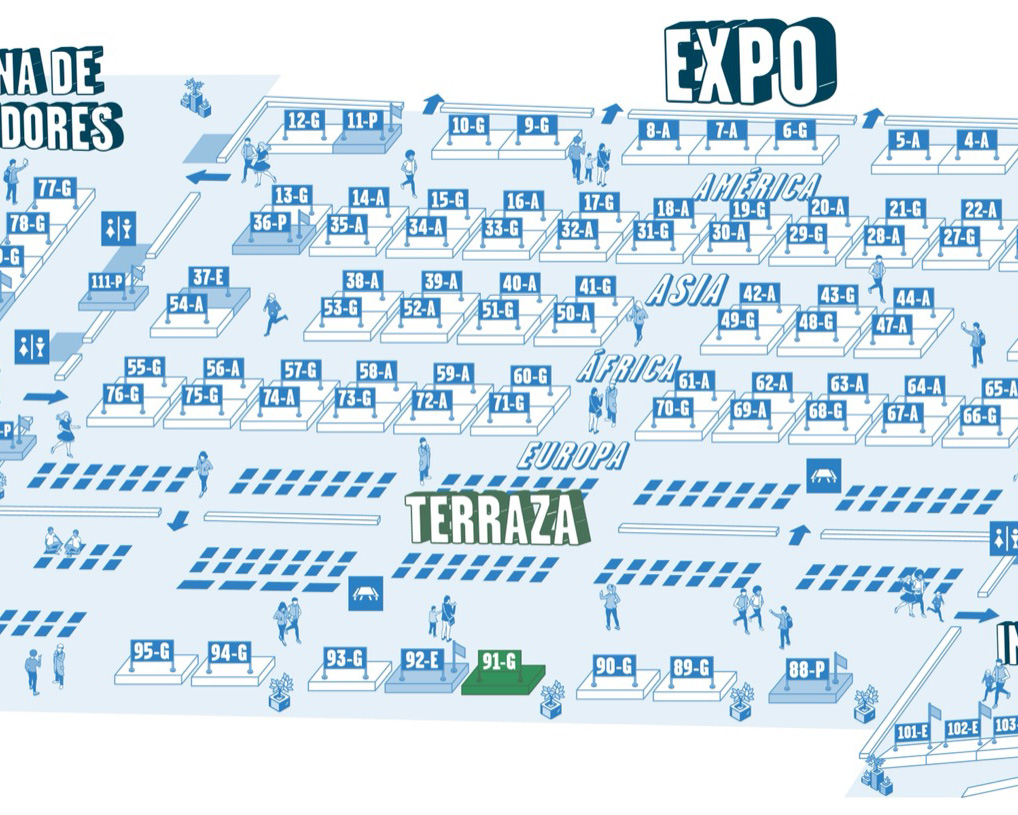 NA DE
DORES
EXPO
12-G 11-P 10-G 9-G 8-A 7-A 6-G 5-A 4-A
AMÉRICA
77-G 13-G 14-A 15-G 16-A 17-G 18-A 19-G 20-A 21-G 22-A
78-G 36-P 35-A 34-A 33-G 32-A 31-G 30-A 29-G 28-A 27-G
-G
ASIA
111-P 37-E 38-A 39-A 40-A 41-G 42-A 43-G 44-A
54-A 53-G 52-A 51-G 50-A 49-G 48-G 47-A
ÁFRICA
55-G 56-A 57-G 58-A 59-A 60-G 61-A 62-A 63-A 64-A 65-A
76-G 75-G 74-A 73-G 72-A 71-G 70-G 69-A 68-G 67-A 66-G
-P
EUROPA
TERRAZA
95-G 94-G 93-G 92-E 91-G 90-G 89-G 88-P
101-E 102-E 103-